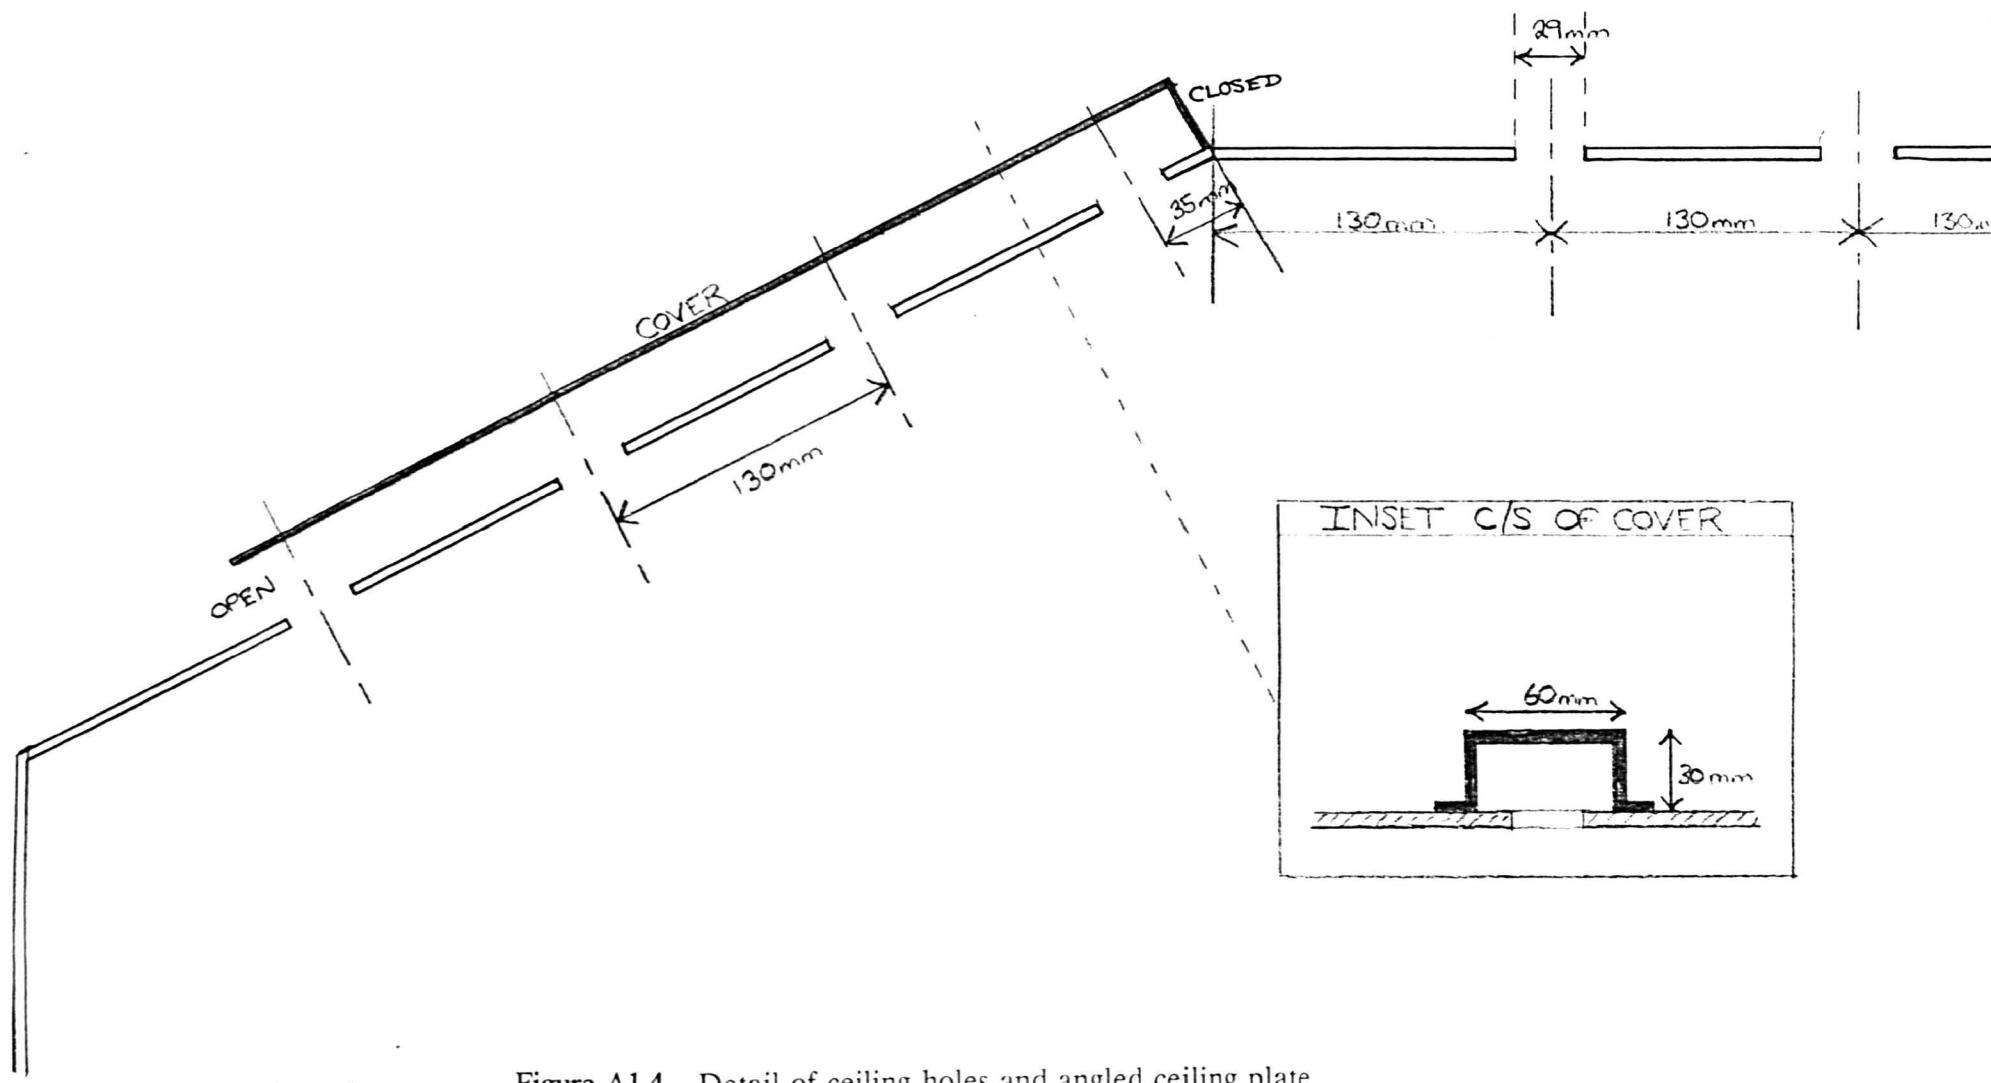 29mm
CLOSED
35mm
130mm
130mm
130
COVER
130mm
OPEN
INSET C/S OF COVER
60mm
30mm
Figure A1.4 Detail of ceiling holes and angled ceiling plate